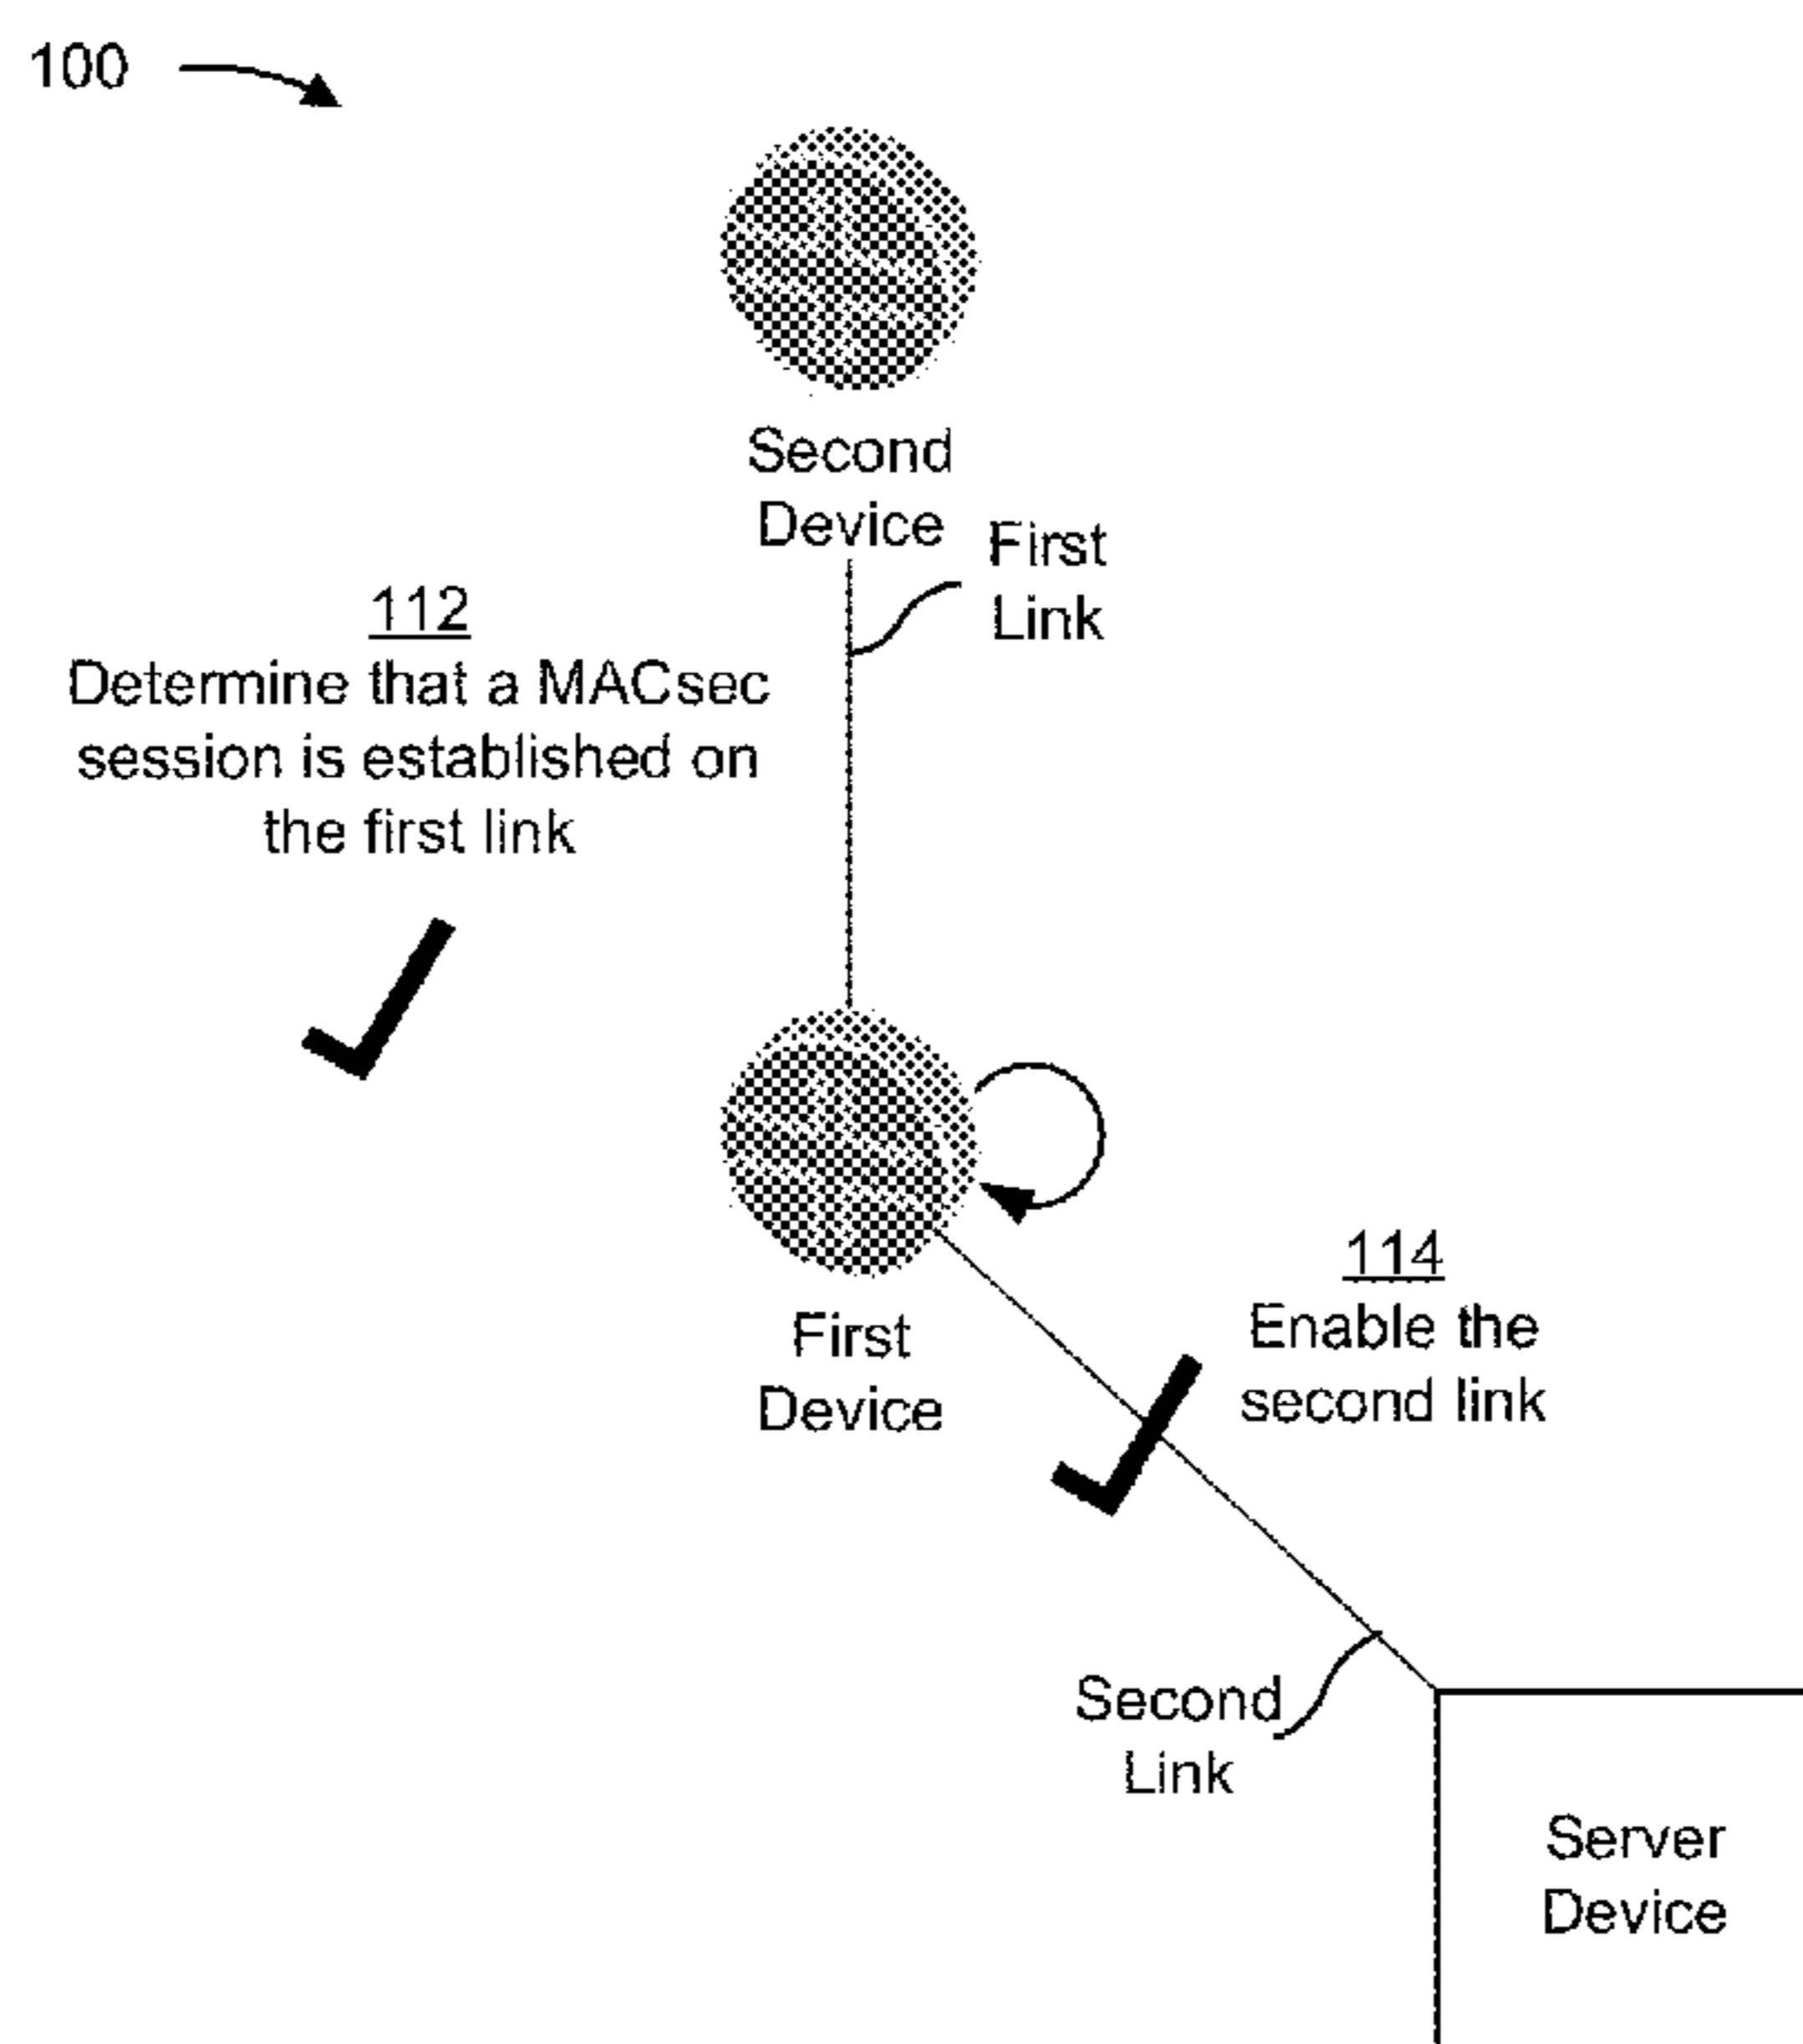 100
Second
Device
First
Link
112
Determine that a MACsec
session is established on
the first link
First
Device
114
Enable the
second link
Second
Link
Server
Device